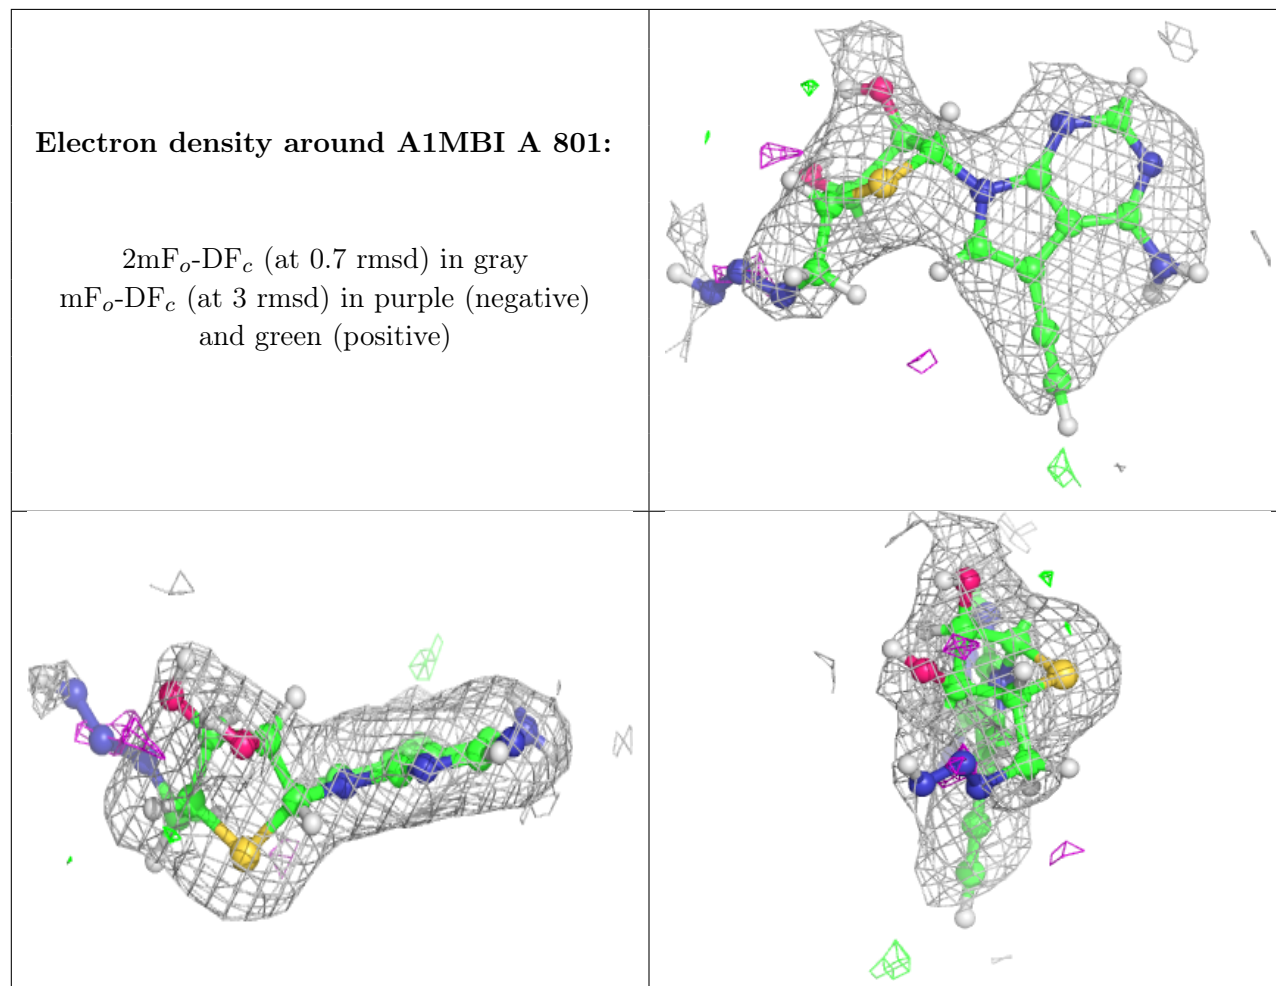 Electron density around A1MBI A 801:
2mFo-DFc (at 0.7 rmsd) in gray
mFo-DFc (at 3 rmsd) in purple (negative)
and green (positive)